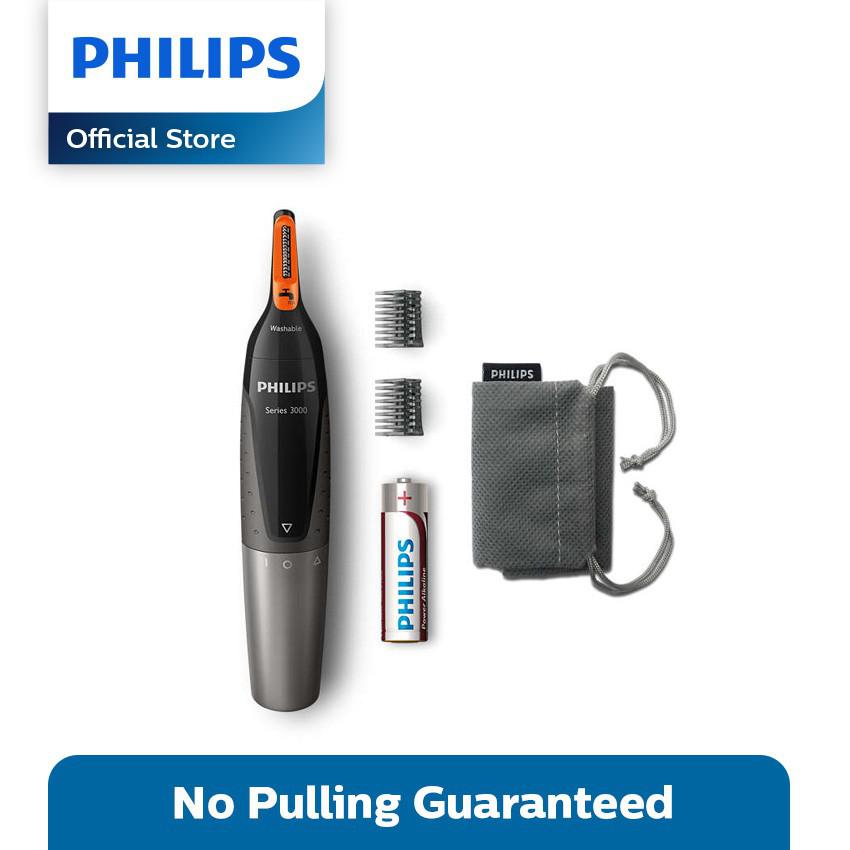 PHILIPS
Official Store
Washable
PHILIPS
Series 3000
PHILIPS
+
PHILIPS
Power Alkaline
No Pulling Guaranteed